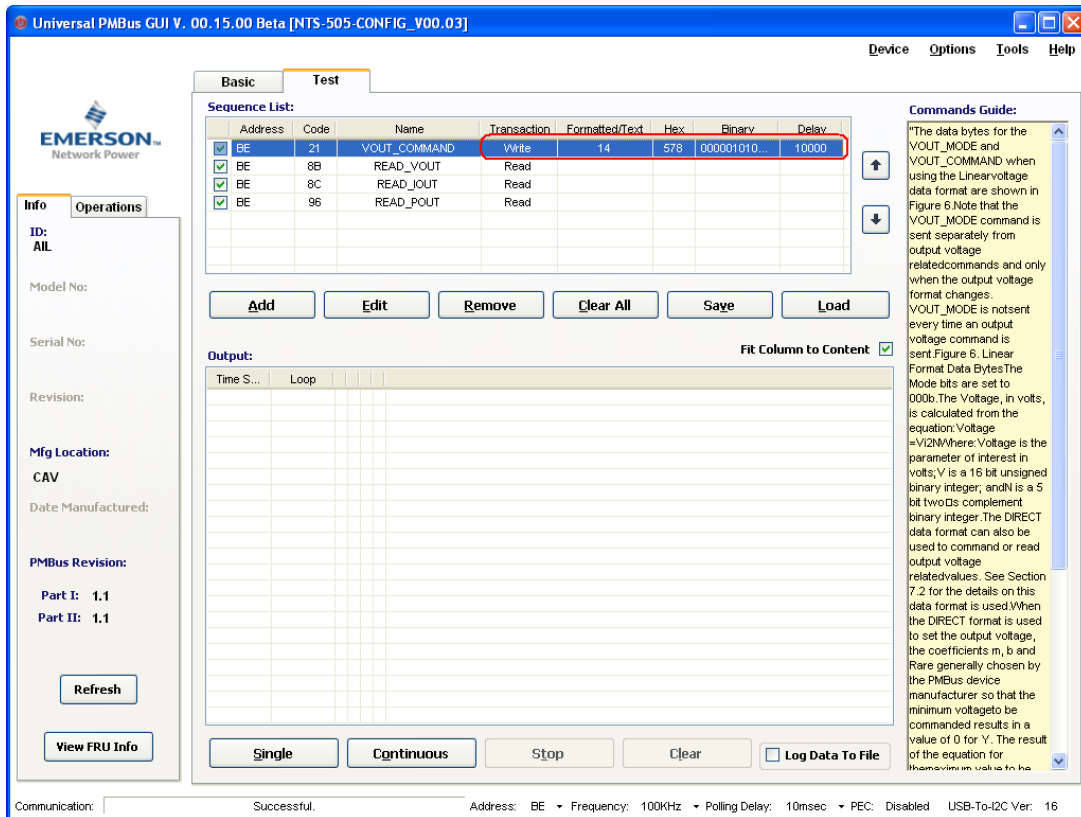 Universal PMBus GUI V. 00.15.00 Beta [NTS-505-CONFIG_V00.03]
Device Options Tools Help
EMERSON™
Network Power
Info Operations
ID:
AIL
Model No:
Serial No:
Revision:
Mfg Location:
CAV
Date Manufactured:
PMBus Revision:
Part I: 1.1
Part II: 1.1
Refresh
View FRU Info
Basic Test
Sequence List:
Address Code Name Transaction Formatted/Text Hex Binary Delay
BE 21 VOUT_COMMAND Write 14 578 000001010... 10000
BE 8B READ_VOUT Read
BE 8C READ_IOUT Read
BE 96 READ_POUT Read
Add Edit Remove Clear All Save Load
Output: Fit Column to Content
Time S... Loop
Single Continuous Stop Clear Log Data To File
Commands Guide:
"The data bytes for the
VOUT_MODE and
VOUT_COMMAND when
using the Linearvoltage
data format are shown in
Figure 6.Note that the
VOUT_MODE command is
sent separately from
output voltage
relatedcommands and only
when the output voltage
format changes.
VOUT_MODE is notsent
every time an output
voltage command is
sent.Figure 6. Linear
Format Data BytesThe
Mode bits are set to
000b.The Voltage, in volts,
is calculated from the
equation:Voltage
=Vi2NWhere:Voltage is the
parameter of interest in
volts;V is a 16 bit unsigned
binary integer; andN is a 5
bit two□s complement
binary integer.The DIRECT
data format can also be
used to command or read
output voltage
relatedvalues. See Section
7.2 for the details on this
data format is used.When
the DIRECT format is used
to set the output voltage,
the coefficients m, b and
Rare generally chosen by
the PMBus device
manufacturer so that the
minimum voltageto be
commanded results in a
value of 0 for Y. The result
of the equation for
themaximum value to be
Communication: Successful. Address: BE Frequency: 100KHz Polling Delay: 10msec PEC: Disabled USB-To-I2C Ver: 16